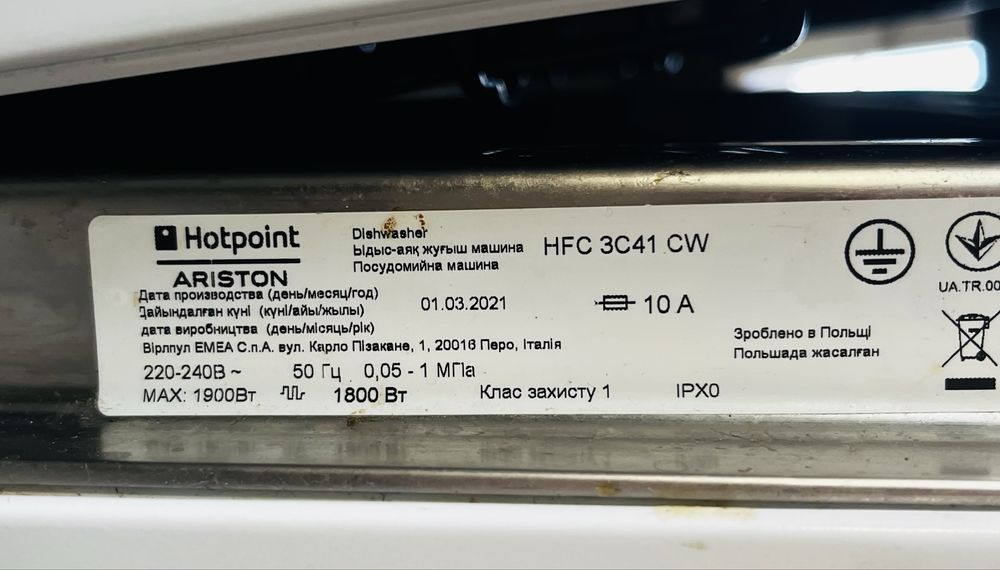 Hotpoint
ARISTON
Dishwasher
Ыдыс-аяқ жуғыш машина
Посудомийна машина
HFC 3C41 CW
Дата производства (день/месяц/год)
Дайындалған күні (күні/айы/жылы)
дата виробництва (день/місяць/рік)
01.03.2021
10 A
Вірлпул ЕМЕА С.п.А. вул. Карло Пізакане, 1, 20016 Перо, Італія
220-240В ~ 50 Гц 0,05 - 1 МПа
MAX: 1900Вт 1800 Вт Клас захисту 1 IPX0
Зроблено в Польщі
Польшада жасалған
UA.TR.00